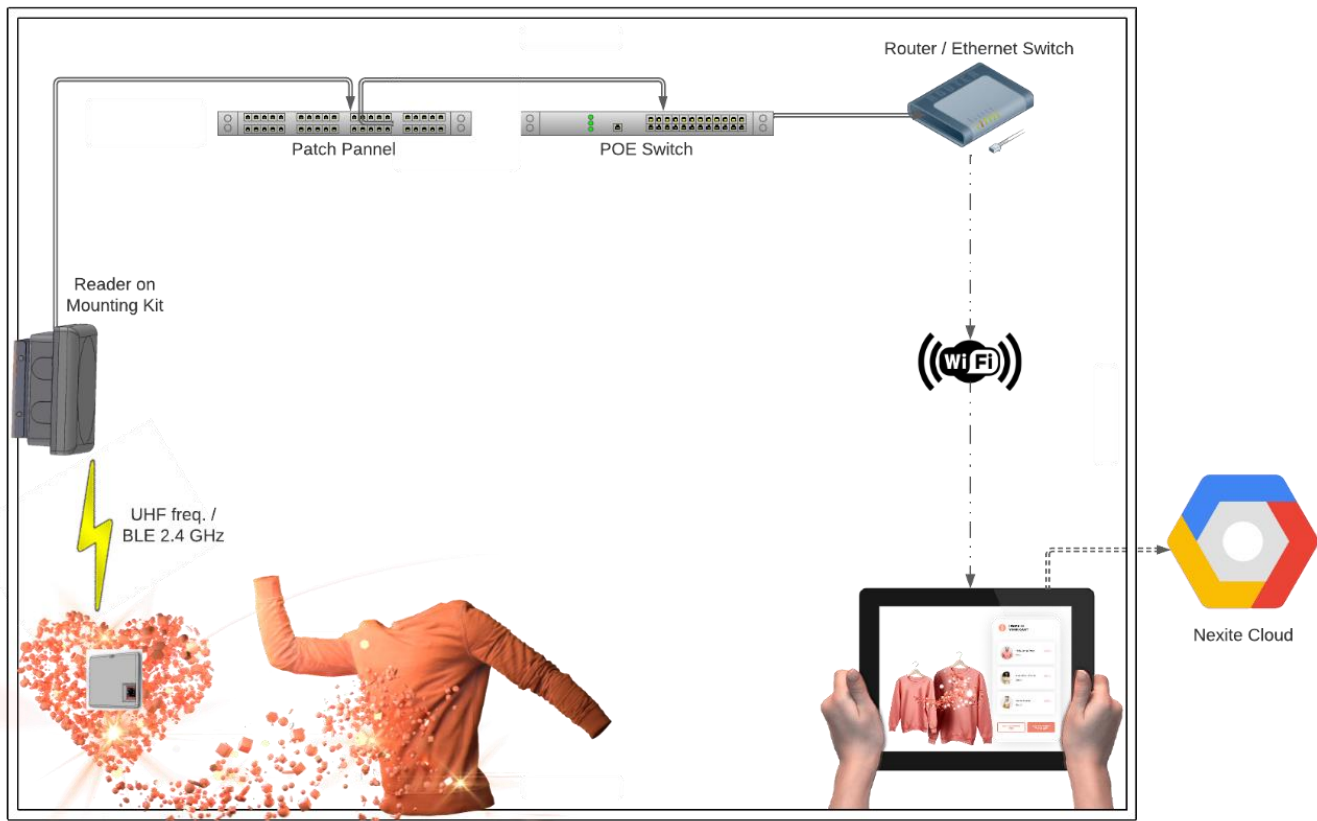 Router / Ethernet Switch
Patch Pannel
POE Switch
Reader on
Mounting Kit
WiFi
UHF freq. /
BLE 2.4 GHz
Nexite Cloud